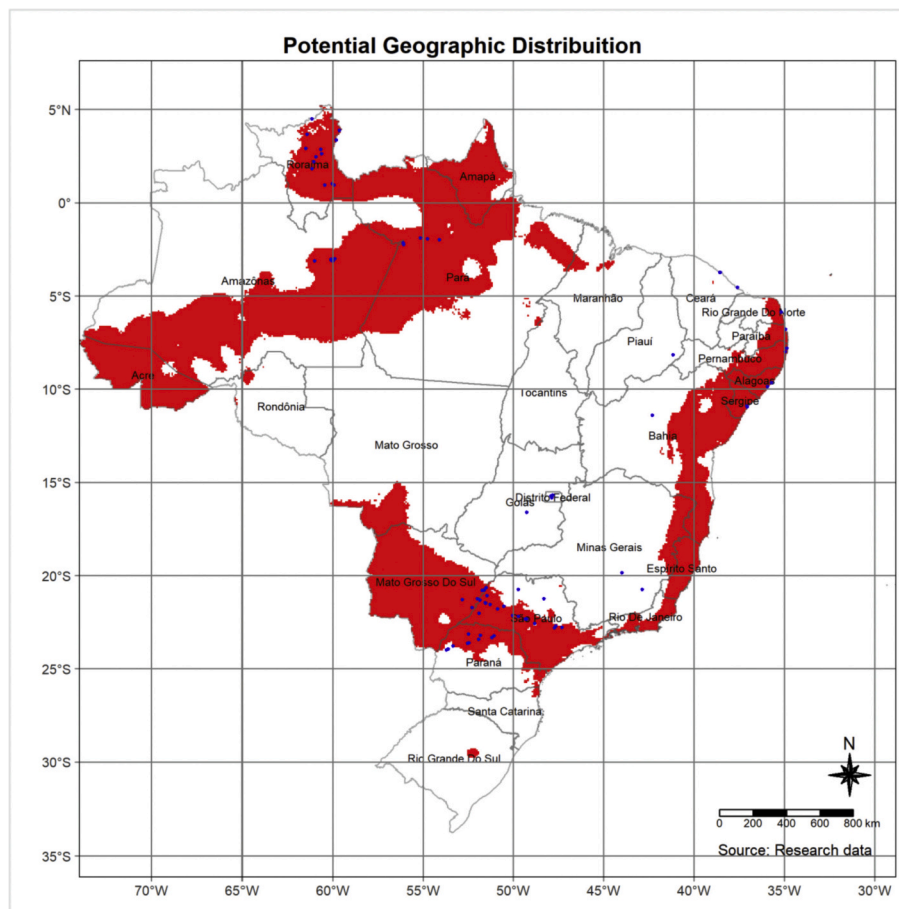 Potential Geographic Distribuition
5°N
Roraima
Amapá
0°
Amazônas
Pará
5°S
Maranhão
Ceará
Rio Grande Do Norte
Piauí
Paraíba
Pernambuco
Acre
Alagoas
10°S
Rondônia
Tocantins
Sergipe
Mato Grosso
Bahia
15°S
Distrito Federal
Goiás
Minas Gerais
20°S
Mato Grosso Do Sul
Espírito Santo
São Paulo
Rio De Janeiro
25°S
Paraná
Santa Catarina
30°S
Rio Grande Do Sul
N
0 200 400 600 800 km
35°S
Source: Research data
70°W 65°W 60°W 55°W 50°W 45°W 40°W 35°W 30°W